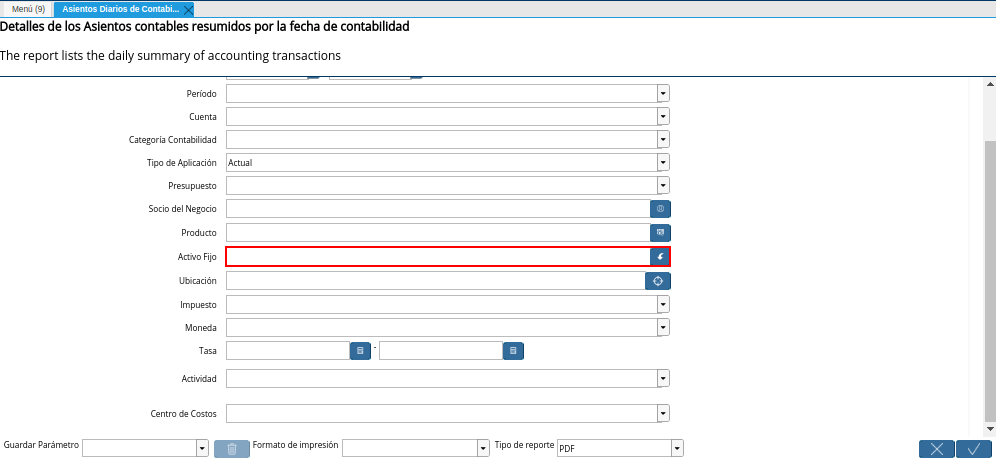 Menú (9) Asientos Diarios de Contabi...
Detalles de los Asientos contables resumidos por la fecha de contabilidad
The report lists the daily summary of accounting transactions
Período
Cuenta
Categoría Contabilidad
Tipo de Aplicación Actual
Presupuesto
Socio del Negocio
Producto
Activo Fijo
Ubicación
Impuesto
Moneda
Tasa -
Actividad
Centro de Costos
Guardar Parámetro Formato de impresión Tipo de reporte PDF